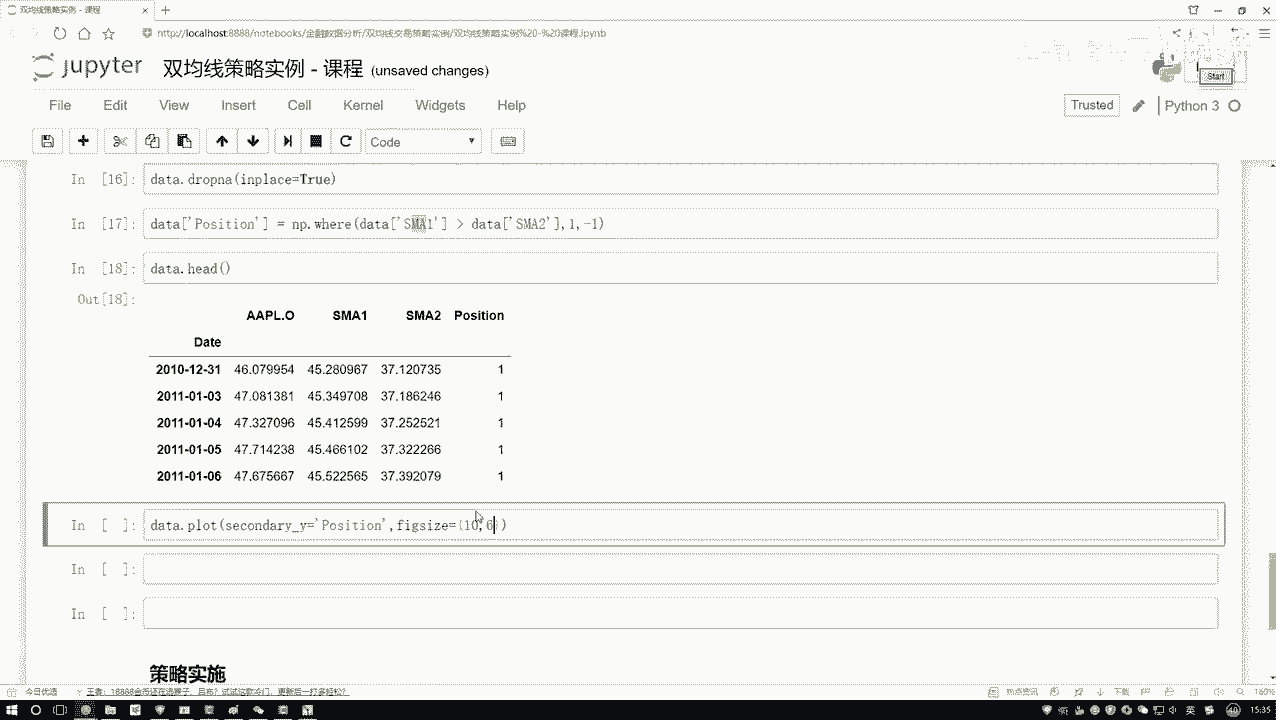 双均线策略实例 - 课程
http://localhost:8888/notebooks/金融数据分析/双均线交易策略实例/双均线策略实例%20-%20课程.ipynb
jupyter 双均线策略实例 - 课程 (unsaved changes)
Start
File Edit View Insert Cell Kernel Widgets Help
Trusted Python 3
Code
In [16]: data.dropna(inplace=True)
In [17]: data['Position'] = np.where(data['SMA1'] > data['SMA2'],1,-1)
In [18]: data.head()
Out[18]:
AAPL.O SMA1 SMA2 Position
Date
2010-12-31 46.079954 45.280967 37.120735 1
2011-01-03 47.081381 45.349708 37.186246 1
2011-01-04 47.327096 45.412599 37.252521 1
2011-01-05 47.714238 45.466102 37.322266 1
2011-01-06 47.675667 45.522565 37.392079 1
In [ ]: data.plot(secondary_y='Position',figsize=(10,6))
In [ ]:
In [ ]:
策略实施
今日优选
热点资讯 下载 160%
英 15:35